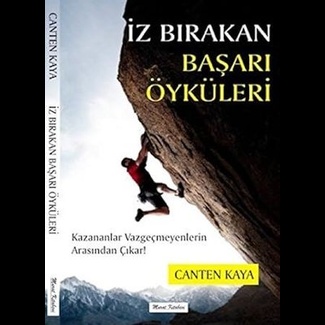 CANTEN KAYA
İZ BIRAKAN BAŞARI ÖYKÜLERİ
İZ BIRAKAN
BAŞARI
ÖYKÜLERİ
Kazananlar Vazgeçmeyenlerin
Arasından Çıkar!
CANTEN KAYA